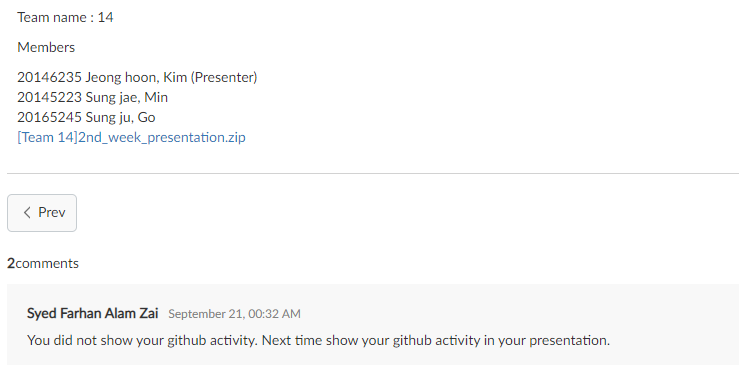 Team name : 14
Members
20146235 Jeong hoon, Kim (Presenter)
20145223 Sung jae, Min
20165245 Sung ju, Go
[Team 14]2nd_week_presentation.zip
Prev
2comments
Syed Farhan Alam Zai September 21, 00:32 AM
You did not show your github activity. Next time show your github activity in your presentation.